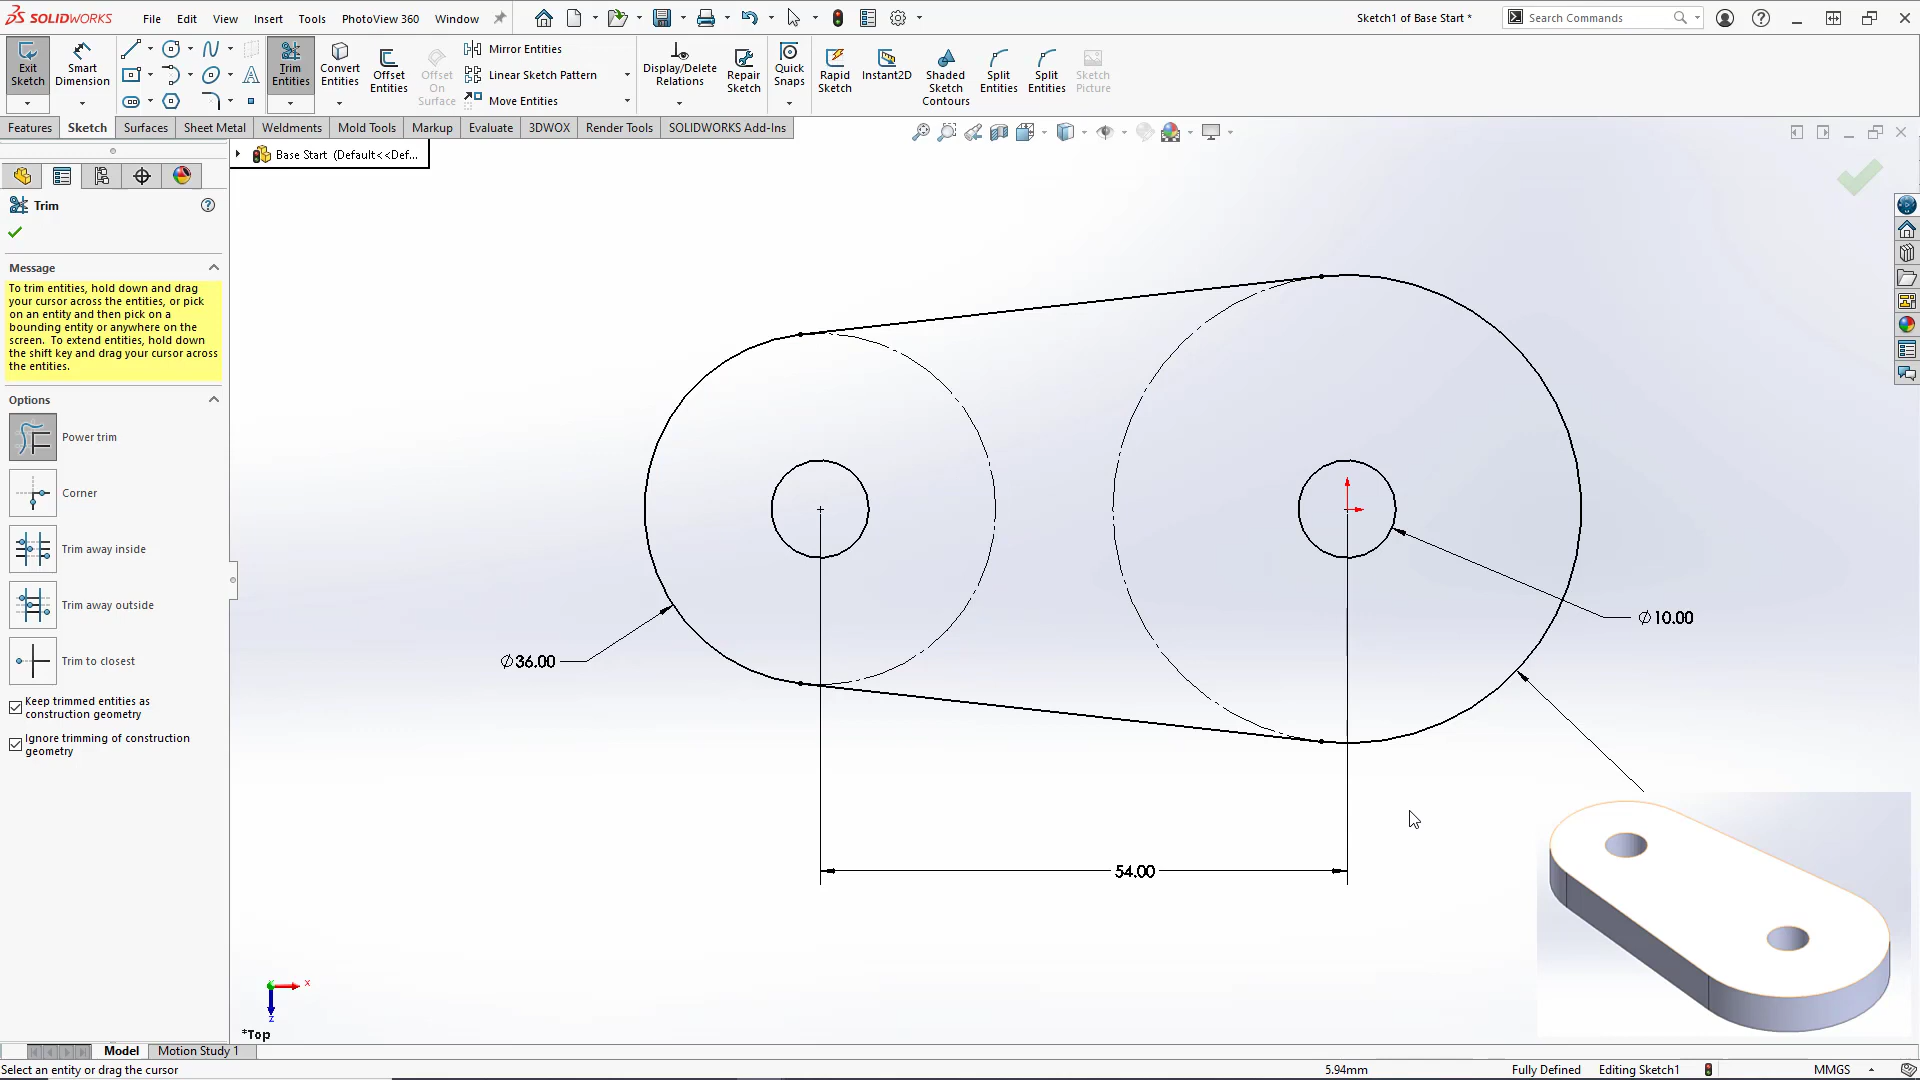 SOLIDWORKS File Edit View Insert Tools PhotoView 360 Window Sketch1 of Base Start * Search Commands
Exit Sketch
Smart Dimension
Trim Entities
Convert Entities
Offset Entities
Offset On Surface
Mirror Entities
Linear Sketch Pattern
Move Entities
Display/Delete Relations
Repair Sketch
Quick Snaps
Rapid Sketch
Instant2D
Shaded Sketch Contours
Split Entities
Split Entities
Sketch Picture
Features Sketch Surfaces Sheet Metal Weldments Mold Tools Markup Evaluate 3DWOX Render Tools SOLIDWORKS Add-Ins
Base Start (Default<<Def...
Trim
Message
To trim entities, hold down and drag
your cursor across the entities, or pick
on an entity and then pick on a
bounding entity or anywhere on the
screen. To extend entities, hold down
the shift key and drag your cursor across
the entities.
Options
Power trim
Corner
Trim away inside
Trim away outside
Trim to closest
Keep trimmed entities as
construction geometry
Ignore trimming of construction
geometry
Ø10.00
Ø36.00
54.00
Y
X
Z
*Top
Model Motion Study 1
Select an entity or drag the cursor 5.94mm Fully Defined Editing Sketch1 MMGS